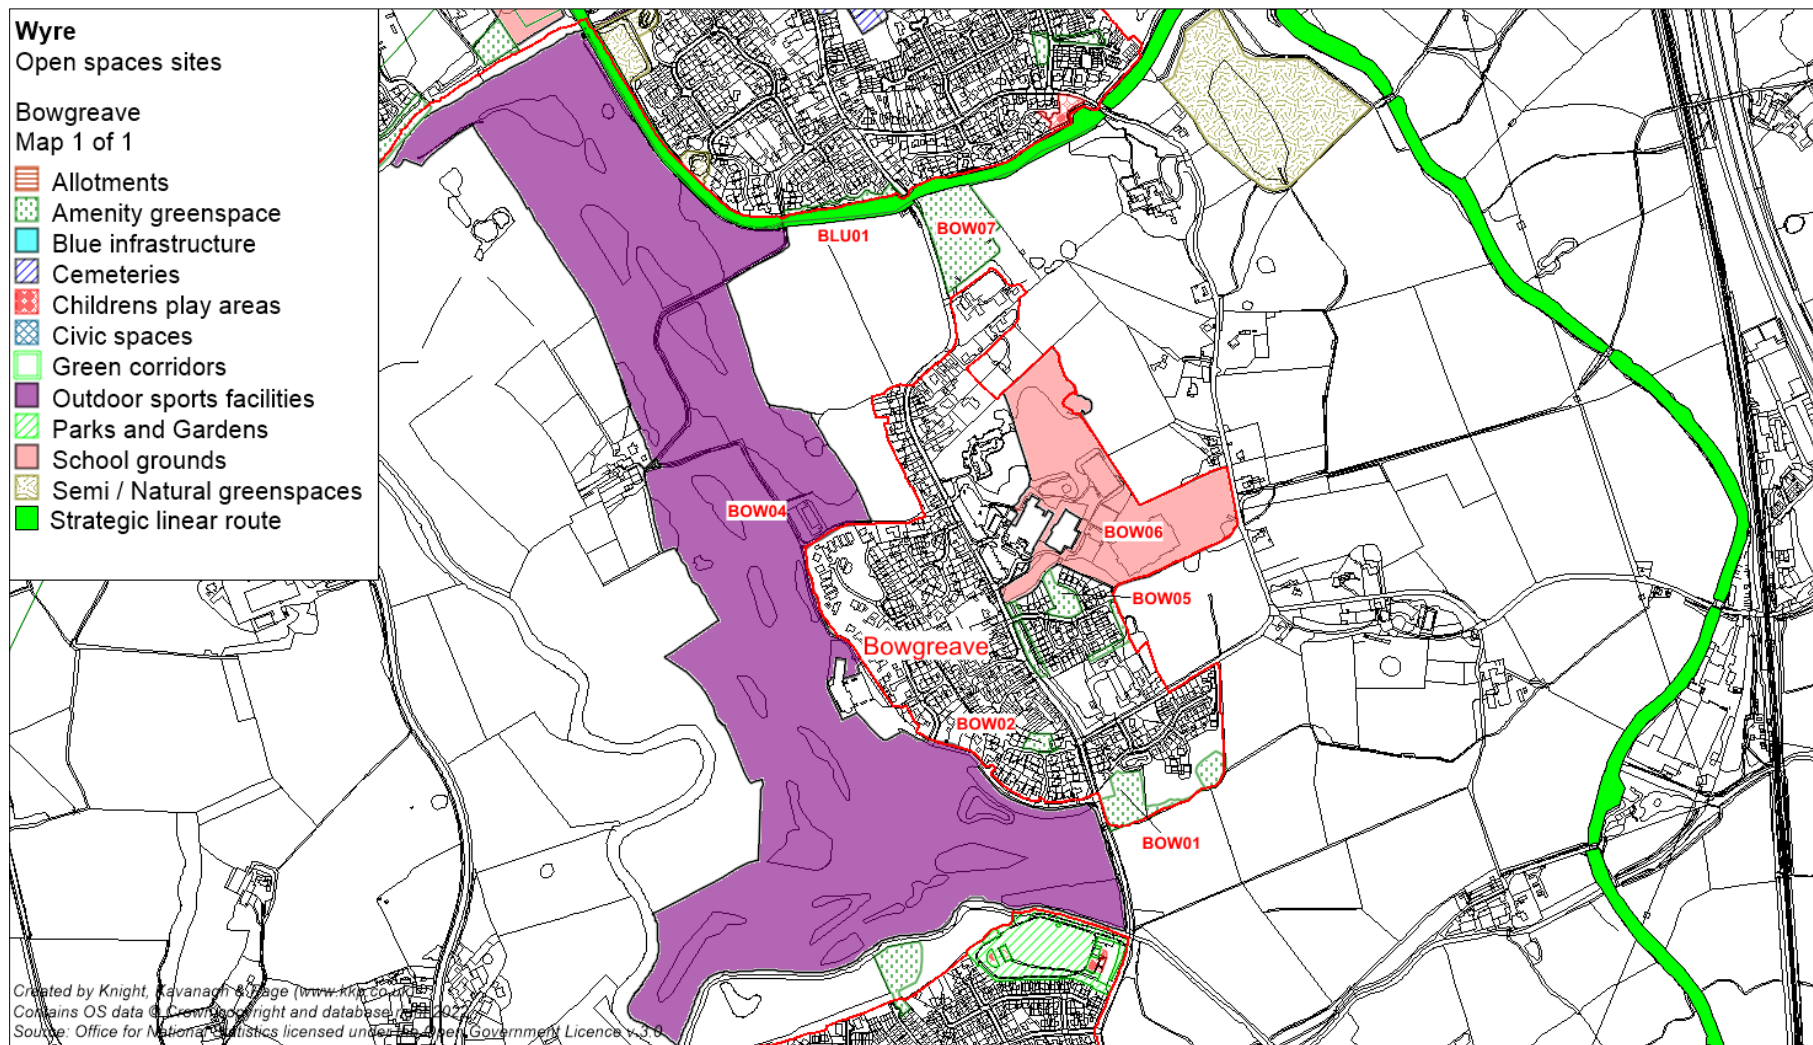 Wyre
Open spaces sites
Bowgreave
Map 1 of 1
Allotments
Amenity greenspace
Blue infrastructure
Cemeteries
Childrens play areas
Civic spaces
Green corridors
Outdoor sports facilities
Parks and Gardens
School grounds
Semi / Natural greenspaces
Strategic linear route
BLU01
BOW07
BOW04
BOW06
BOW05
Bowgreave
BOW02
BOW01
Created by Knight, Kavanagh & Page (www.kkp.co.uk)
Contains OS data © Crown copyright and database right 2022
Source: Office for National Statistics licensed under the Open Government Licence v.3.0